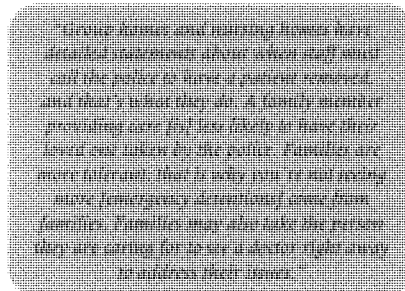 "Group homes and nursing homes have
detailed statements about when staff must
call the police to have a patient removed,
and that's what they do. A family member
providing care [is] less likely to have their
loved one taken by the police. Families are
more tolerant; that is why you're not seeing
more [emergency detentions] come from
families. Families may also take the person
they are caring for to see a doctor right away
to address their issues."